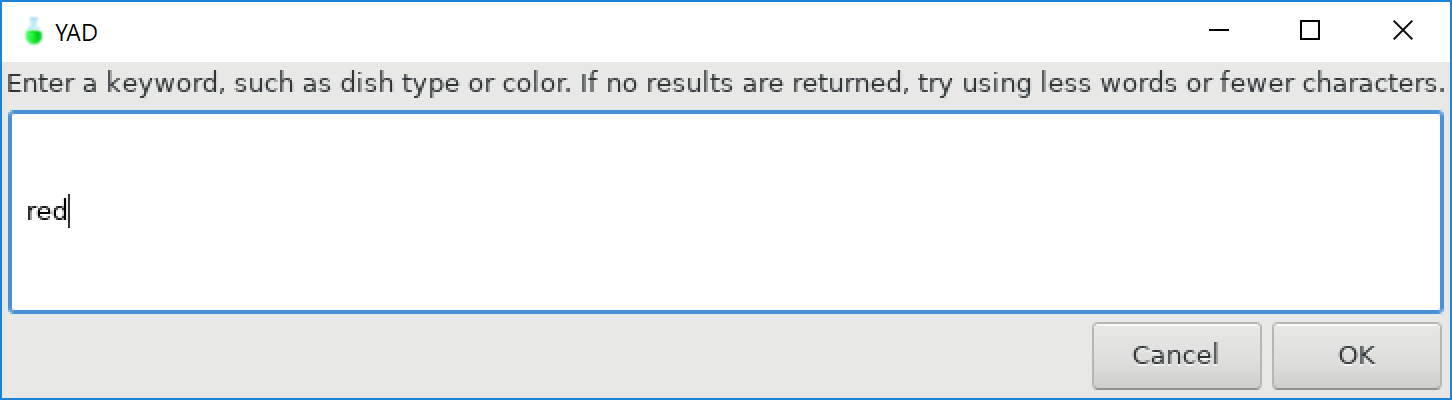 YAD
Enter a keyword, such as dish type or color. If no results are returned, try using less words or fewer characters.
red
Cancel OK